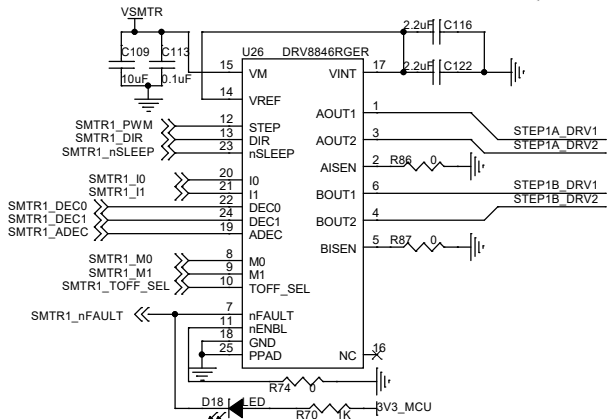 VSMTR
2.2uF C116
C109 C113
U26 DRV8846RGER
2.2uF C122
10uF 0.1uF
15 VM
VINT 17
14 VREF
AOUT1 1
STEP1A_DRV1
SMTR1_PWM 12 STEP
SMTR1_DIR 13 DIR
AOUT2 3
STEP1A_DRV2
SMTR1_nSLEEP 23 nSLEEP
AISEN 2 R86 0
SMTR1_I0 20 I0
SMTR1_I1 21 I1
BOUT1 6
STEP1B_DRV1
SMTR1_DEC0 22 DEC0
STEP1B_DRV2
SMTR1_DEC1 24 DEC1
BOUT2 4
SMTR1_ADEC 19 ADEC
BISEN 5 R87 0
SMTR1_M0 8 M0
SMTR1_M1 9 M1
SMTR1_TOFF_SEL 10 TOFF_SEL
SMTR1_nFAULT 7 nFAULT
11 nENBL
18 GND
25 PPAD
NC 16
R74 0
D18 LED
R70 1K
3V3_MCU